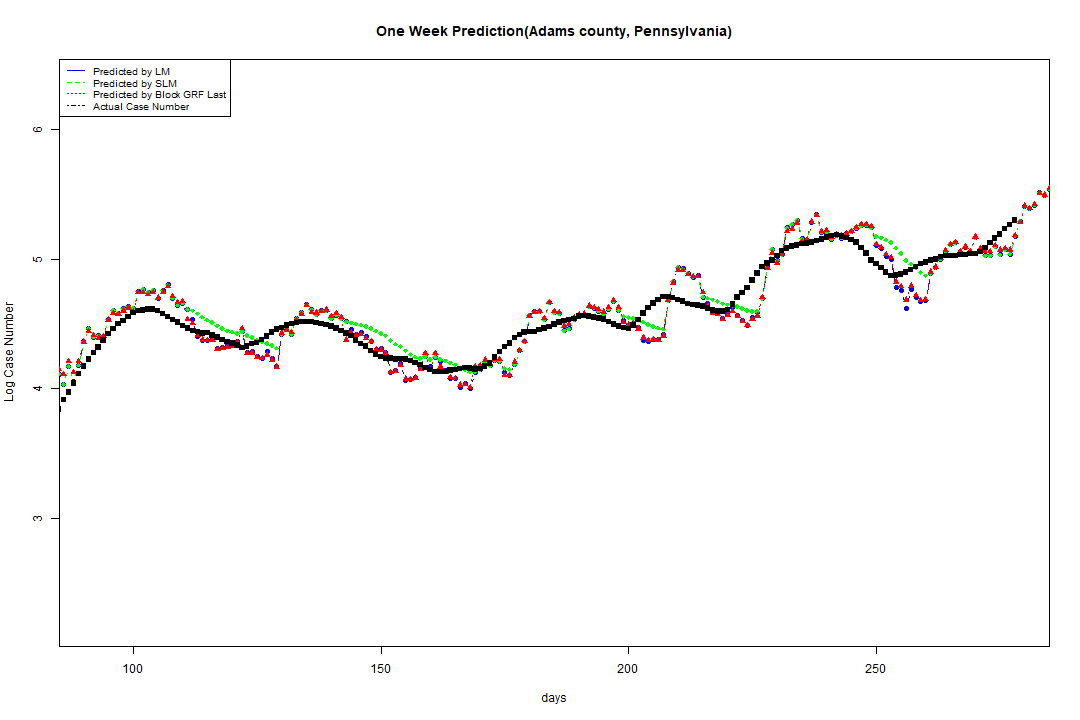 One Week Prediction(Adams county, Pennsylvania)
Predicted by LM
Predicted by SLM
Predicted by Block GRF Last
Actual Case Number
6
5
4
3
Log Case Number
100 150 200 250
days